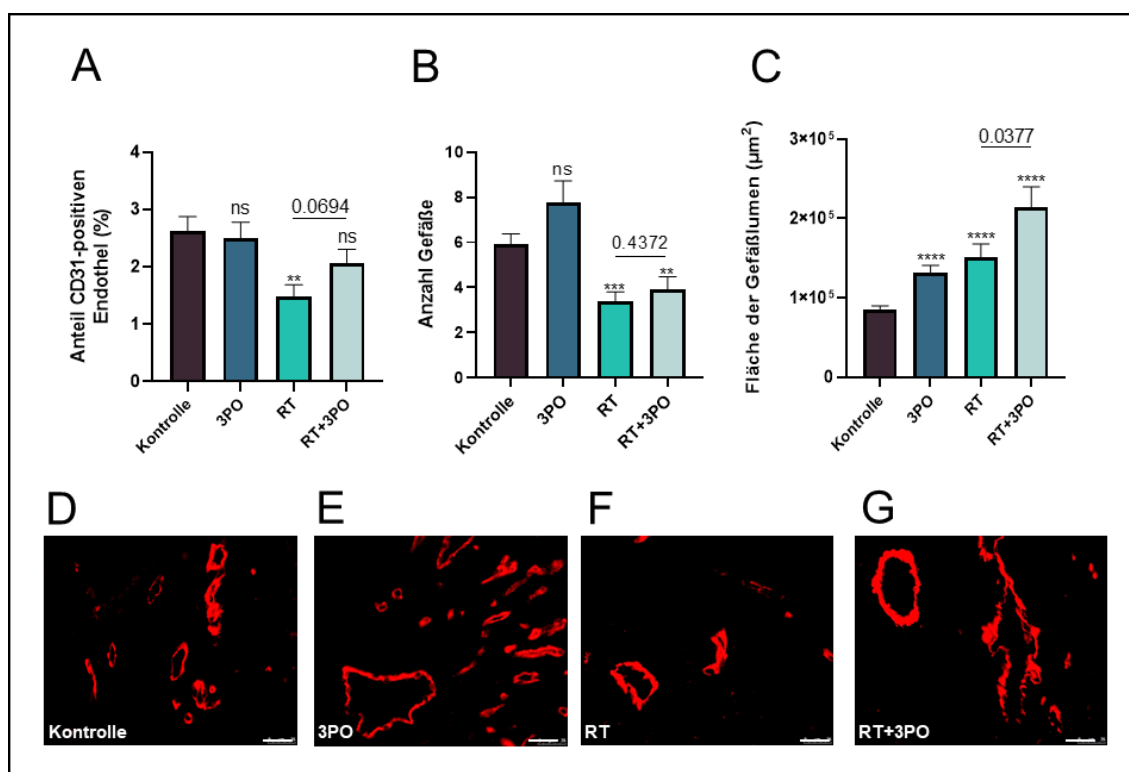 A
Anteil CD31-positiven
Endothel (%)
4
3
2
1
0
ns
**
0.0694
ns
Kontrolle
3PO
RT
RT+3PO
B
Anzahl Gefäße
10
8
6
4
2
0
ns
***
0.4372
**
Kontrolle
3PO
RT
RT+3PO
C
Fläche der Gefäßlumen (µm²)
3×10⁵
2×10⁵
1×10⁵
0
****
****
0.0377
****
Kontrolle
3PO
RT
RT+3PO
D
Kontrolle
E
3PO
F
RT
G
RT+3PO